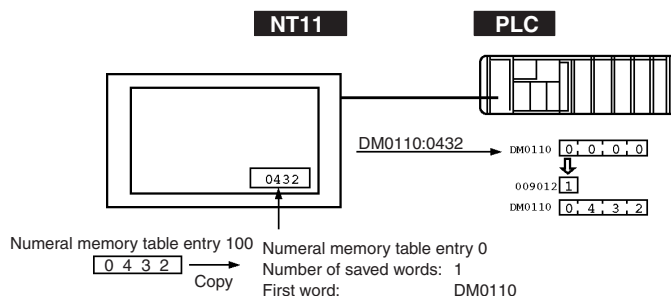 NT11 PLC
DM0110:0432 DM0110 0 0 0 0
0432
009012 1
DM0110 0 4 3 2
Numeral memory table entry 100
0 4 3 2
Copy
Numeral memory table entry 0
Number of saved words: 1
First word: DM0110